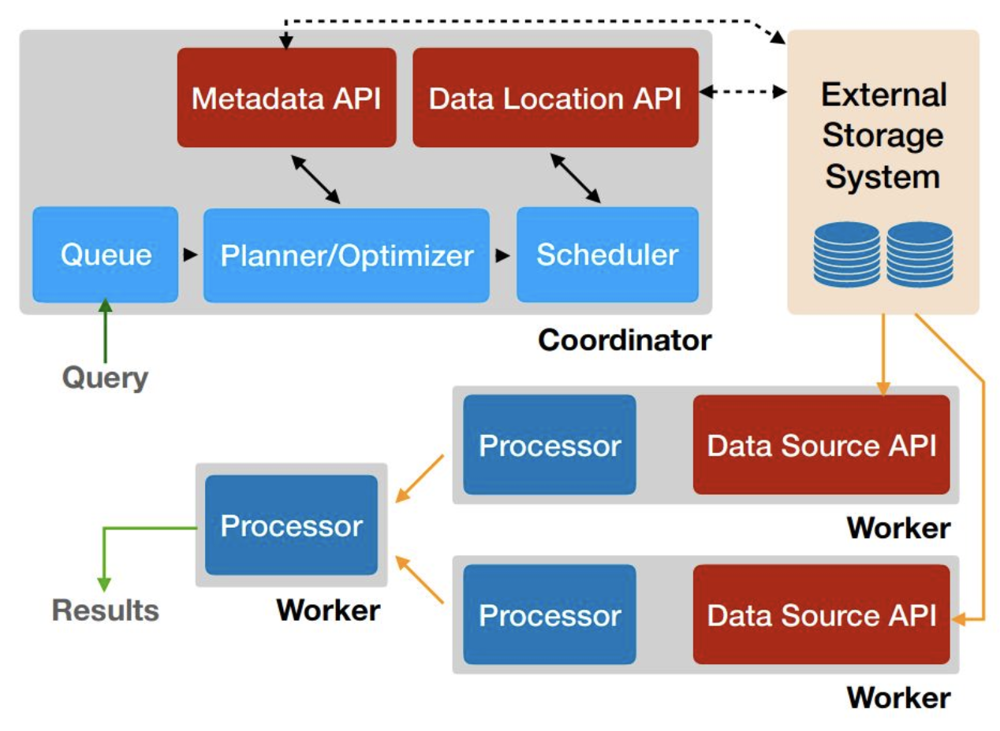 Metadata API
Data Location API
External
Storage
System
Queue
Planner/Optimizer
Scheduler
Coordinator
Query
Processor
Data Source API
Worker
Processor
Worker
Results
Processor
Data Source API
Worker